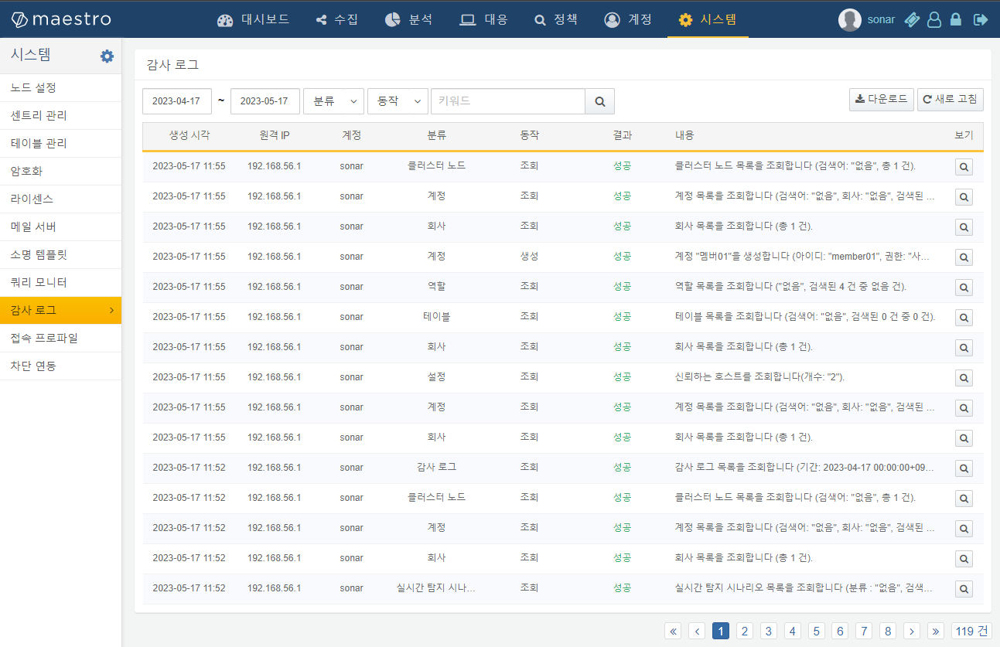 maestro 대시보드 수집 분석 대응 정책 계정 시스템 sonar
시스템
노드 설정
센트리 관리
테이블 관리
암호화
라이센스
메일 서버
소명 템플릿
쿼리 모니터
감사 로그
접속 프로파일
차단 연동
감사 로그
2023-04-17 ~ 2023-05-17 분류 동작 키워드 다운로드 새로 고침
생성 시각 원격 IP 계정 분류 동작 결과 내용 보기
2023-05-17 11:55 192.168.56.1 sonar 클러스터 노드 조회 성공 클러스터 노드 목록을 조회합니다 (검색어: "없음", 총 1 건).
2023-05-17 11:55 192.168.56.1 sonar 계정 조회 성공 계정 목록을 조회합니다 (검색어: "없음", 회사: "없음", 검색된 ...
2023-05-17 11:55 192.168.56.1 sonar 회사 조회 성공 회사 목록을 조회합니다 (총 1 건).
2023-05-17 11:55 192.168.56.1 sonar 계정 생성 성공 계정 "멤버01"을 생성합니다 (아이디: "member01", 권한: "사...
2023-05-17 11:55 192.168.56.1 sonar 역할 조회 성공 역할 목록을 조회합니다 ("없음", 검색된 4 건 중 없음 건).
2023-05-17 11:55 192.168.56.1 sonar 테이블 조회 성공 테이블 목록을 조회합니다 (검색어: "없음", 검색된 0 건 중 0 건).
2023-05-17 11:55 192.168.56.1 sonar 회사 조회 성공 회사 목록을 조회합니다 (총 1 건).
2023-05-17 11:55 192.168.56.1 sonar 설정 조회 성공 신뢰하는 호스트를 조회합니다(개수: "2").
2023-05-17 11:55 192.168.56.1 sonar 계정 조회 성공 계정 목록을 조회합니다 (검색어: "없음", 회사: "없음", 검색된 ...
2023-05-17 11:55 192.168.56.1 sonar 회사 조회 성공 회사 목록을 조회합니다 (총 1 건).
2023-05-17 11:52 192.168.56.1 sonar 감사 로그 조회 성공 감사 로그 목록을 조회합니다 (기간: 2023-04-17 00:00:00+09...
2023-05-17 11:52 192.168.56.1 sonar 클러스터 노드 조회 성공 클러스터 노드 목록을 조회합니다 (검색어: "없음", 총 1 건).
2023-05-17 11:52 192.168.56.1 sonar 계정 조회 성공 계정 목록을 조회합니다 (검색어: "없음", 회사: "없음", 검색된 ...
2023-05-17 11:52 192.168.56.1 sonar 회사 조회 성공 회사 목록을 조회합니다 (총 1 건).
2023-05-17 11:52 192.168.56.1 sonar 실시간 탐지 시나... 조회 성공 실시간 탐지 시나리오 목록을 조회합니다 (분류 : "없음", 검색...
« ‹ 1 2 3 4 5 6 7 8 › » 119 건